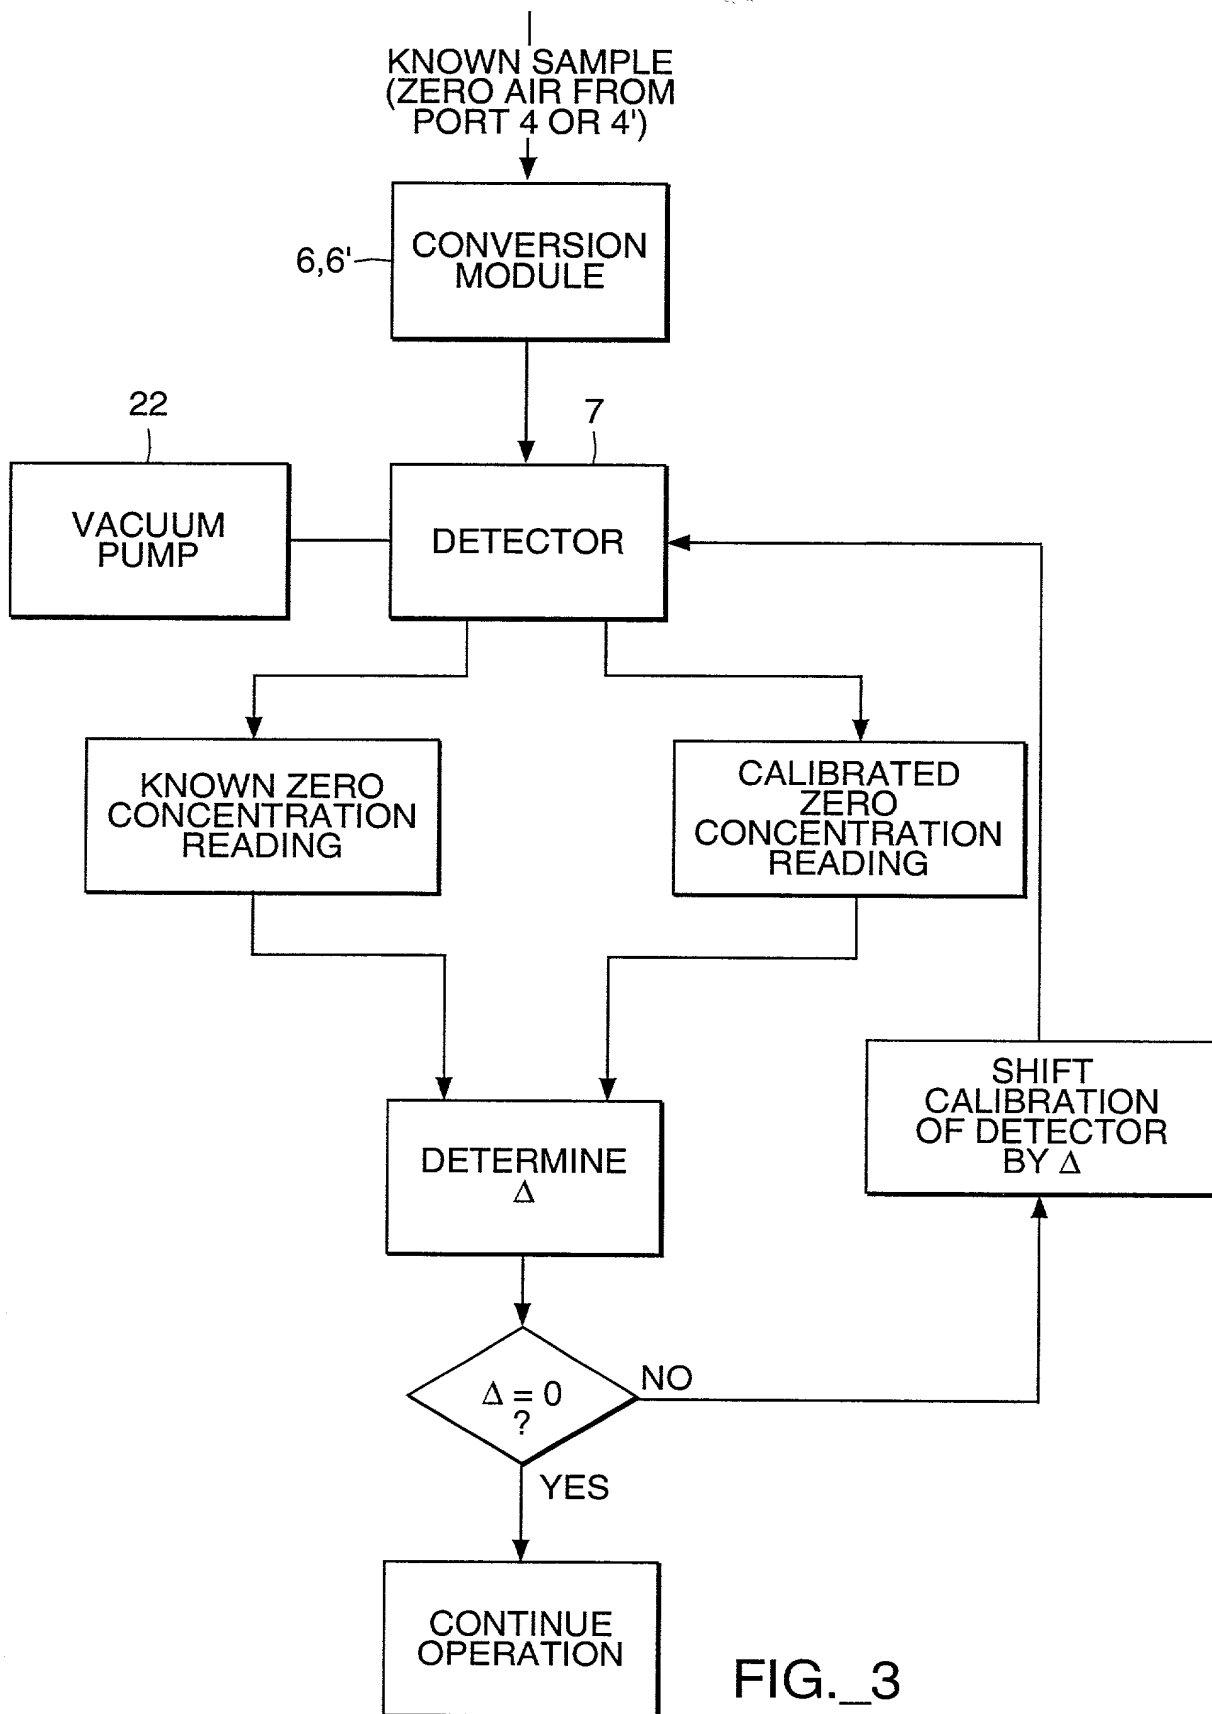 KNOWN SAMPLE
(ZERO AIR FROM
PORT 4 OR 4')
CONVERSION
MODULE
6,6'
22
7
VACUUM
PUMP
DETECTOR
KNOWN ZERO
CONCENTRATION
READING
CALIBRATED
ZERO
CONCENTRATION
READING
SHIFT
CALIBRATION
OF DETECTOR
BY Δ
DETERMINE
Δ
Δ = 0
?
NO
YES
CONTINUE
OPERATION
FIG._3